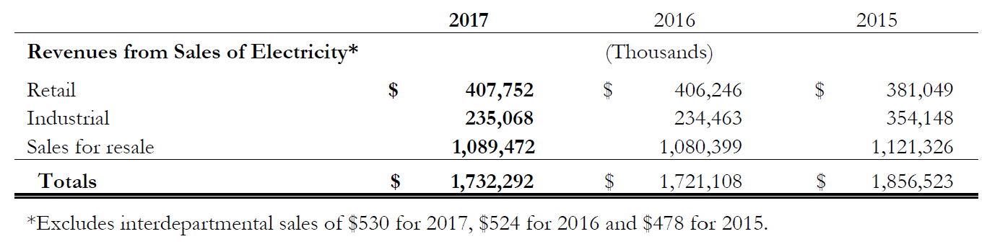 2017 2016 2015
Revenues from Sales of Electricity* (Thousands)
Retail $ 407,752 $ 406,246 $ 381,049
Industrial 235,068 234,463 354,148
Sales for resale 1,089,472 1,080,399 1,121,326
Totals $ 1,732,292 $ 1,721,108 $ 1,856,523
*Excludes interdepartmental sales of $530 for 2017, $524 for 2016 and $478 for 2015.